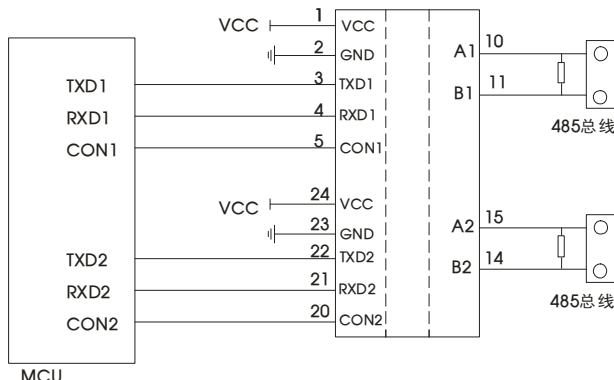 VCC 1 VCC
2 GND A1 10
TXD1 3 TXD1
RXD1 4 RXD1 B1 11
CON1 5 CON1 485总线
VCC 24 VCC
23 GND A2 15
TXD2 22 TXD2
RXD2 21 RXD2 B2 14
CON2 20 CON2 485总线
MCU